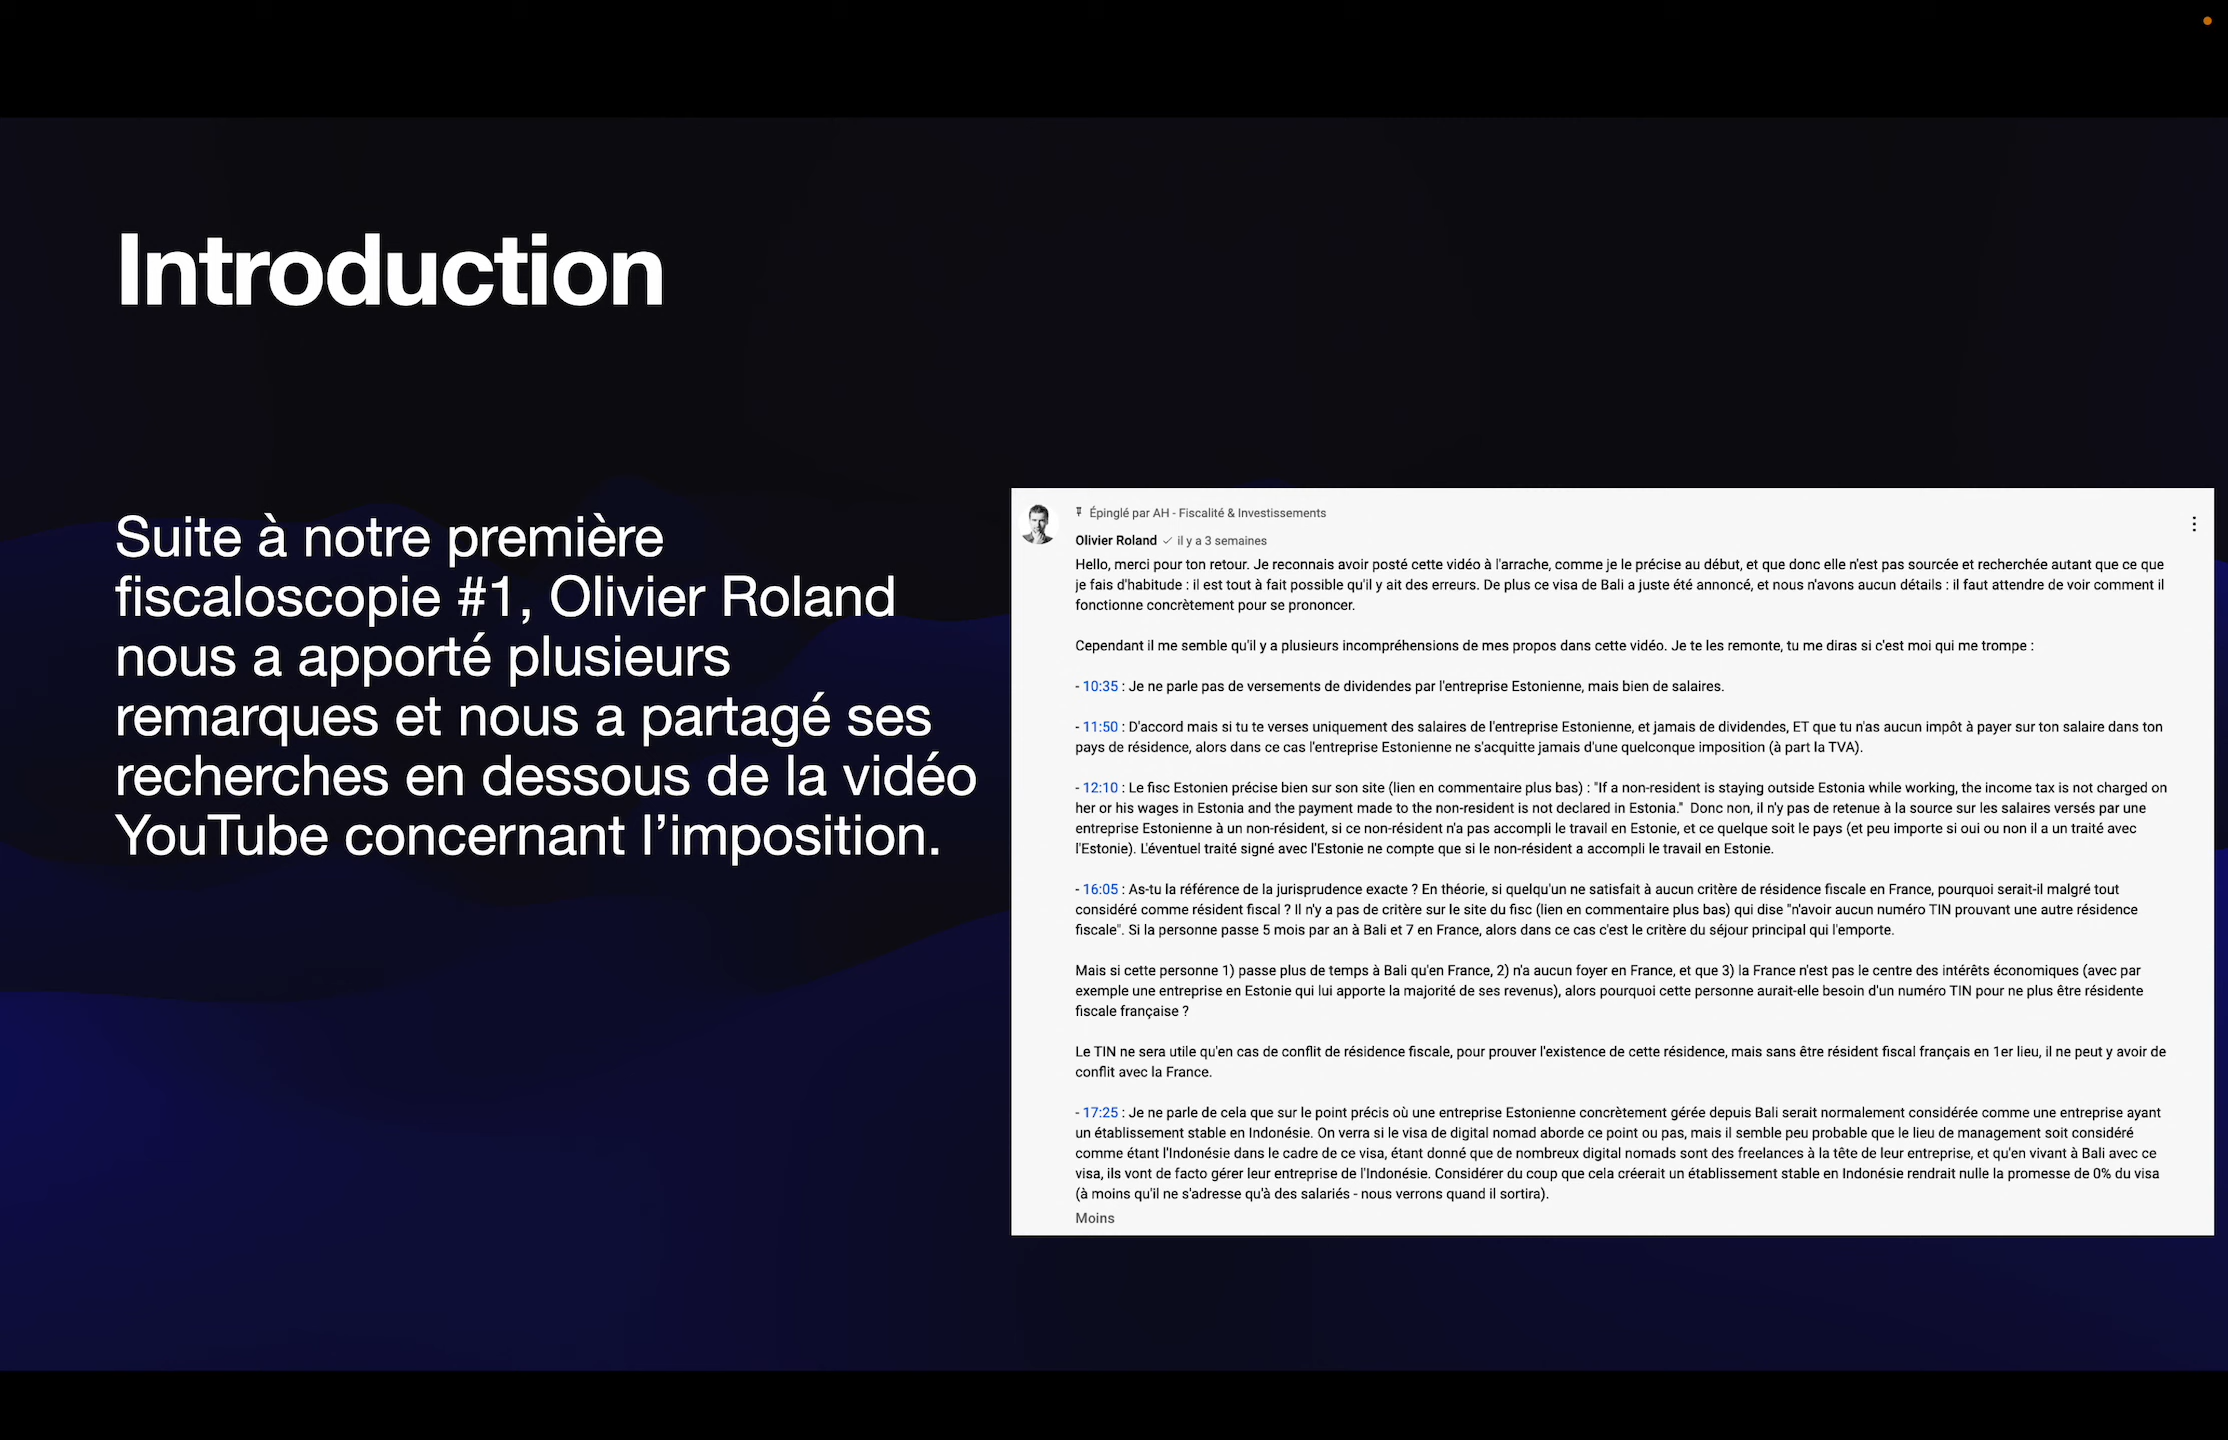 Introduction
Suite à notre première
fiscaloscopie #1, Olivier Roland
nous a apporté plusieurs
remarques et nous a partagé ses
recherches en dessous de la vidéo
YouTube concernant l’imposition.
Épinglé par AH - Fiscalité & Investissements
Olivier Roland ✓ il y a 3 semaines
Hello, merci pour ton retour. Je reconnais avoir posté cette vidéo à l'arrache, comme je le précise au début, et que donc elle n'est pas sourcée et recherchée autant que ce que
je fais d'habitude : il est tout à fait possible qu'il y ait des erreurs. De plus ce visa de Bali a juste été annoncé, et nous n'avons aucun détails : il faut attendre de voir comment il
fonctionne concrètement pour se prononcer.
Cependant il me semble qu'il y a plusieurs incompréhensions de mes propos dans cette vidéo. Je te les remonte, tu me diras si c'est moi qui me trompe :
- 10:35 : Je ne parle pas de versements de dividendes par l'entreprise Estonienne, mais bien de salaires.
- 11:50 : D'accord mais si tu te verses uniquement des salaires de l'entreprise Estonienne, et jamais de dividendes, ET que tu n'as aucun impôt à payer sur ton salaire dans ton
pays de résidence, alors dans ce cas l'entreprise Estonienne ne s'acquitte jamais d'une quelconque imposition (à part la TVA).
- 12:10 : Le fisc Estonien précise bien sur son site (lien en commentaire plus bas) : "If a non-resident is staying outside Estonia while working, the income tax is not charged on
her or his wages in Estonia and the payment made to the non-resident is not declared in Estonia." Donc non, il n'y pas de retenue à la source sur les salaires versés par une
entreprise Estonienne à un non-résident, si ce non-résident n'a pas accompli le travail en Estonie, et ce quelque soit le pays (et peu importe si oui ou non il a un traité avec
l'Estonie). L'éventuel traité signé avec l'Estonie ne compte que si le non-résident a accompli le travail en Estonie.
- 16:05 : As-tu la référence de la jurisprudence exacte ? En théorie, si quelqu'un ne satisfait à aucun critère de résidence fiscale en France, pourquoi serait-il malgré tout
considéré comme résident fiscal ? Il n'y a pas de critère sur le site du fisc (lien en commentaire plus bas) qui dise "n'avoir aucun numéro TIN prouvant une autre résidence
fiscale". Si la personne passe 5 mois par an à Bali et 7 en France, alors dans ce cas c'est le critère du séjour principal qui l'emporte.
Mais si cette personne 1) passe plus de temps à Bali qu'en France, 2) n'a aucun foyer en France, et que 3) la France n'est pas le centre des intérêts économiques (avec par
exemple une entreprise en Estonie qui lui apporte la majorité de ses revenus), alors pourquoi cette personne aurait-elle besoin d'un numéro TIN pour ne plus être résidente
fiscale française ?
Le TIN ne sera utile qu'en cas de conflit de résidence fiscale, pour prouver l'existence de cette résidence, mais sans être résident fiscal français en 1er lieu, il ne peut y avoir de
conflit avec la France.
- 17:25 : Je ne parle de cela que sur le point précis où une entreprise Estonienne concrètement gérée depuis Bali serait normalement considérée comme une entreprise ayant
un établissement stable en Indonésie. On verra si le visa de digital nomad aborde ce point ou pas, mais il semble peu probable que le lieu de management soit considéré
comme étant l'Indonésie dans le cadre de ce visa, étant donné que de nombreux digital nomads sont des freelances à la tête de leur entreprise, et qu'en vivant à Bali avec ce
visa, ils vont de facto gérer leur entreprise de l'Indonésie. Considérer du coup que cela créerait un établissement stable en Indonésie rendrait nulle la promesse de 0% du visa
(à moins qu'il ne s'adresse qu'à des salariés - nous verrons quand il sortira).
Moins